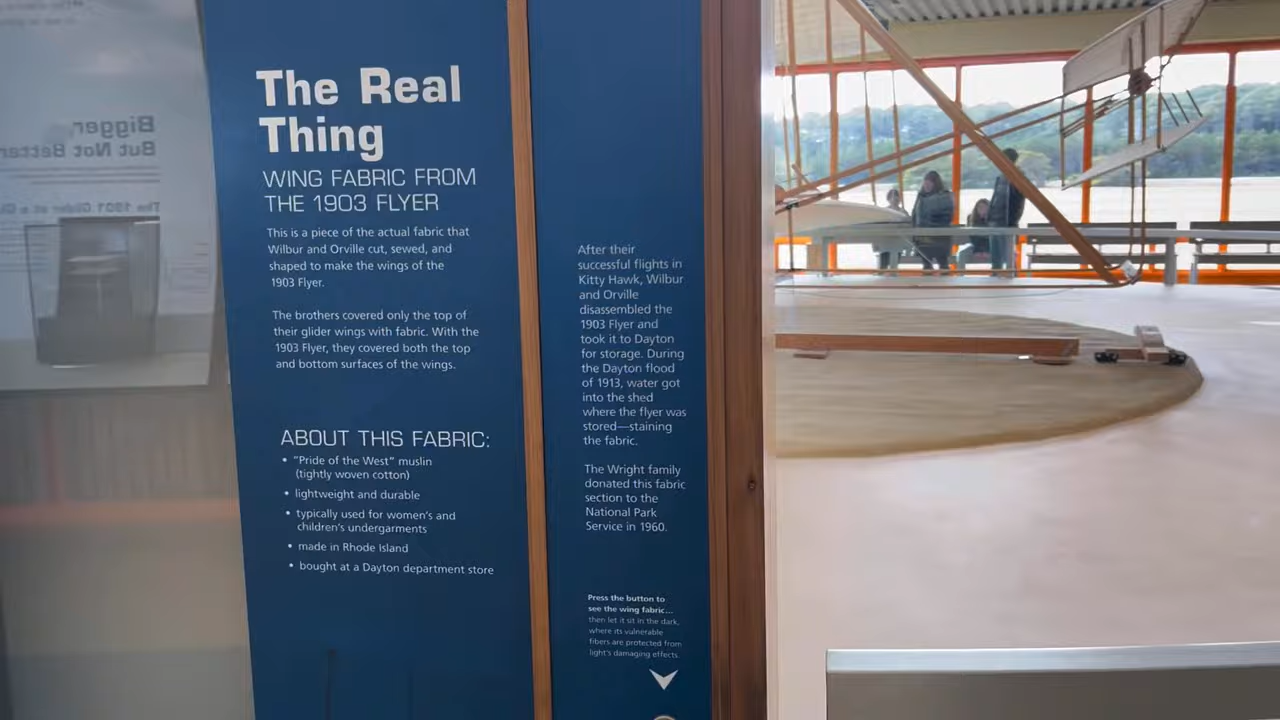 Bigger
But Not Better
The 1901 Glider at a Gl
The Real
Thing
WING FABRIC FROM
THE 1903 FLYER
This is a piece of the actual fabric that
Wilbur and Orville cut, sewed, and
shaped to make the wings of the
1903 Flyer.
The brothers covered only the top of
their glider wings with fabric. With the
1903 Flyer, they covered both the top
and bottom surfaces of the wings.
ABOUT THIS FABRIC:
• "Pride of the West" muslin
(tightly woven cotton)
• lightweight and durable
• typically used for women's and
children's undergarments
• made in Rhode Island
• bought at a Dayton department store
After their
successful flights in
Kitty Hawk, Wilbur
and Orville
disassembled the
1903 Flyer and
took it to Dayton
for storage. During
the Dayton flood
of 1913, water got
into the shed
where the flyer was
stored—staining
the fabric.
The Wright family
donated this fabric
section to the
National Park
Service in 1960.
Press the button to
see the wing fabric...
then let it sit in the dark,
where its vulnerable
fibers are protected from
light's damaging effects.